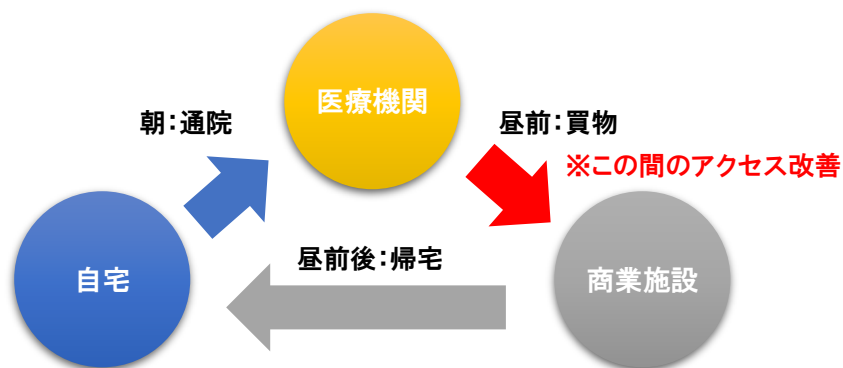 医療機関
朝：通院
昼前：買物
※この間のアクセス改善
自宅
昼前後：帰宅
商業施設